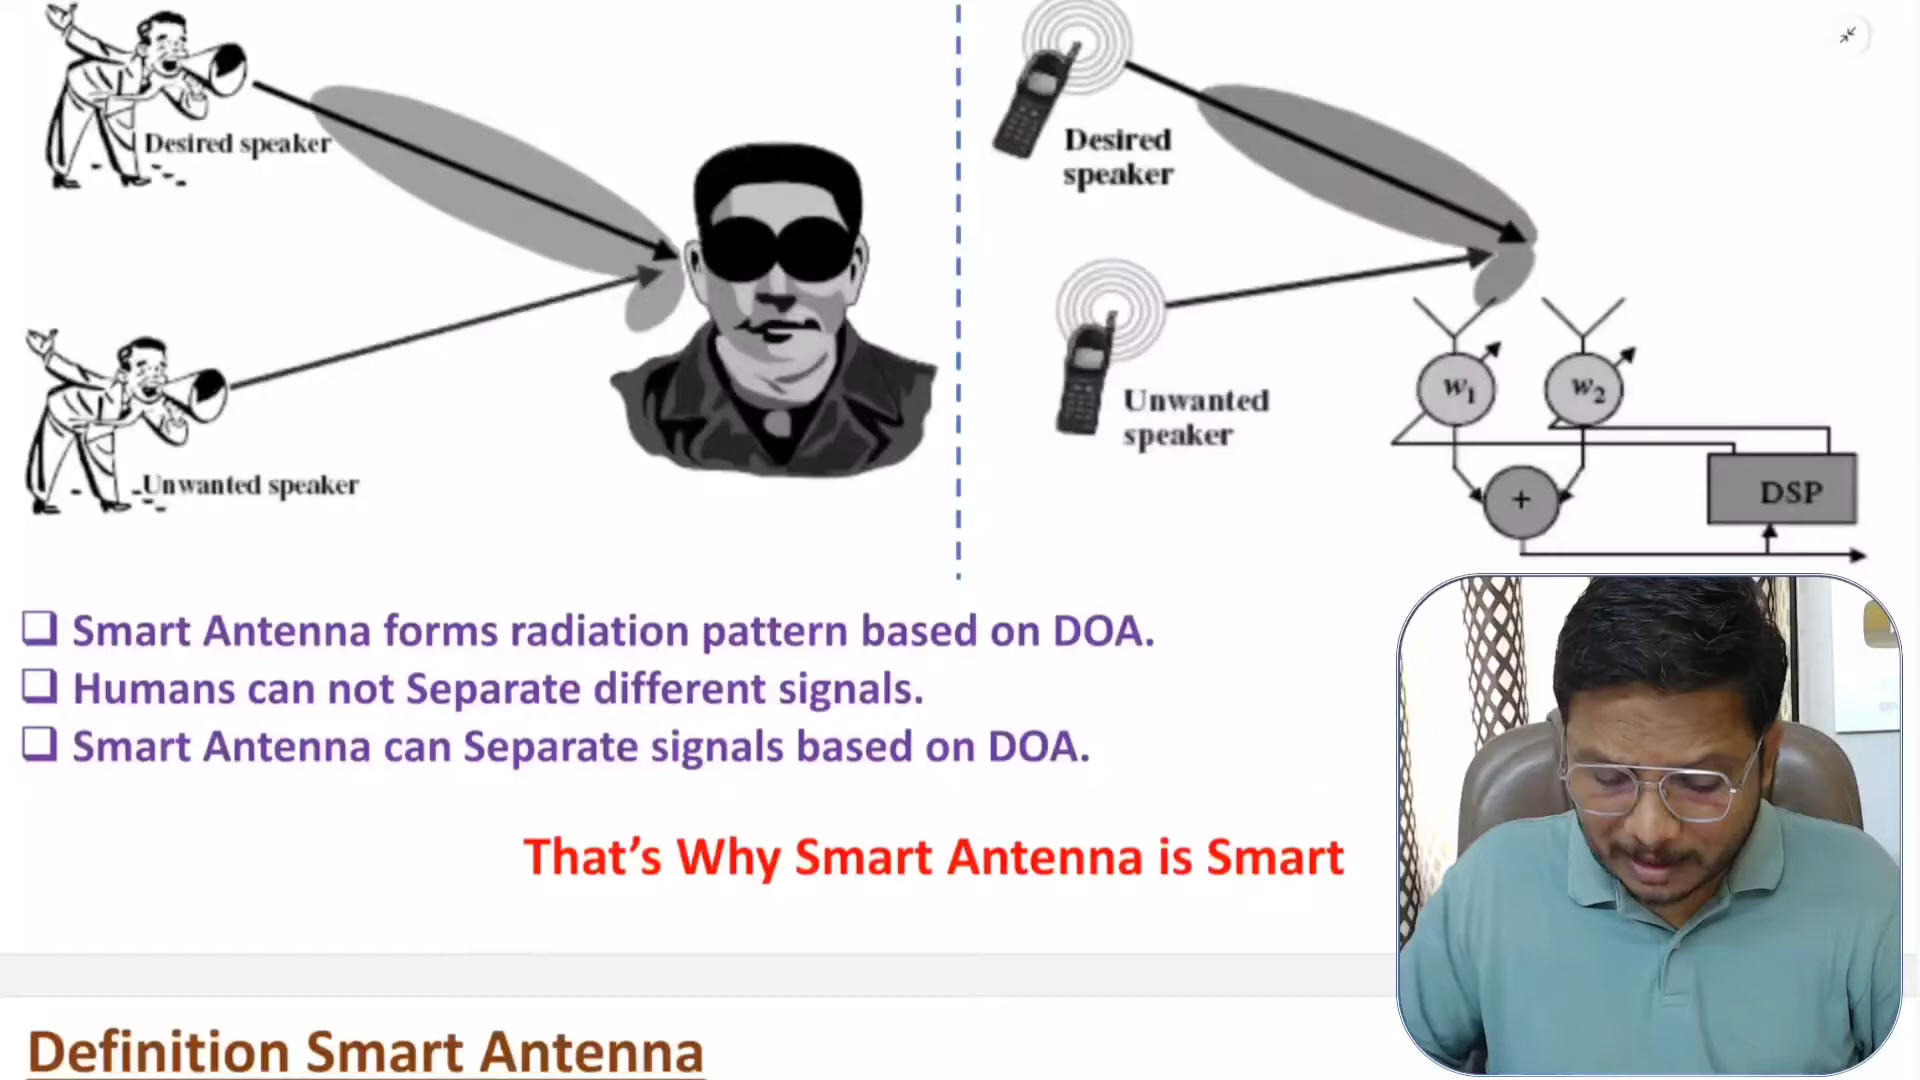 Desired speaker
Unwanted speaker
Desired
speaker
Unwanted
speaker
w1
w2
+
DSP
Smart Antenna forms radiation pattern based on DOA.
Humans can not Separate different signals.
Smart Antenna can Separate signals based on DOA.
That's Why Smart Antenna is Smart
Definition Smart Antenna